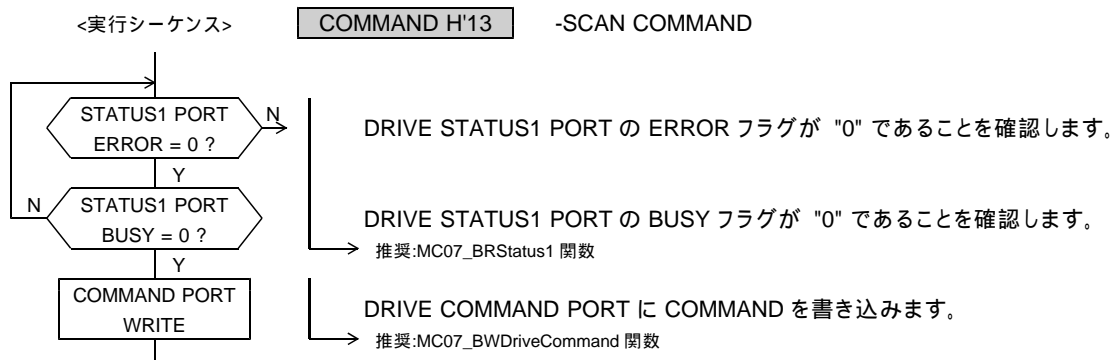 <実行シーケンス> COMMAND H'13 -SCAN COMMAND
STATUS1 PORT
ERROR = 0 ?
N
DRIVE STATUS1 PORT の ERROR フラグが "0" であることを確認します。
Y
N
STATUS1 PORT
BUSY = 0 ?
DRIVE STATUS1 PORT の BUSY フラグが "0" であることを確認します。
推奨:MC07_BRStatus1 関数
Y
COMMAND PORT
WRITE
DRIVE COMMAND PORT に COMMAND を書き込みます。
推奨:MC07_BWDriveCommand 関数